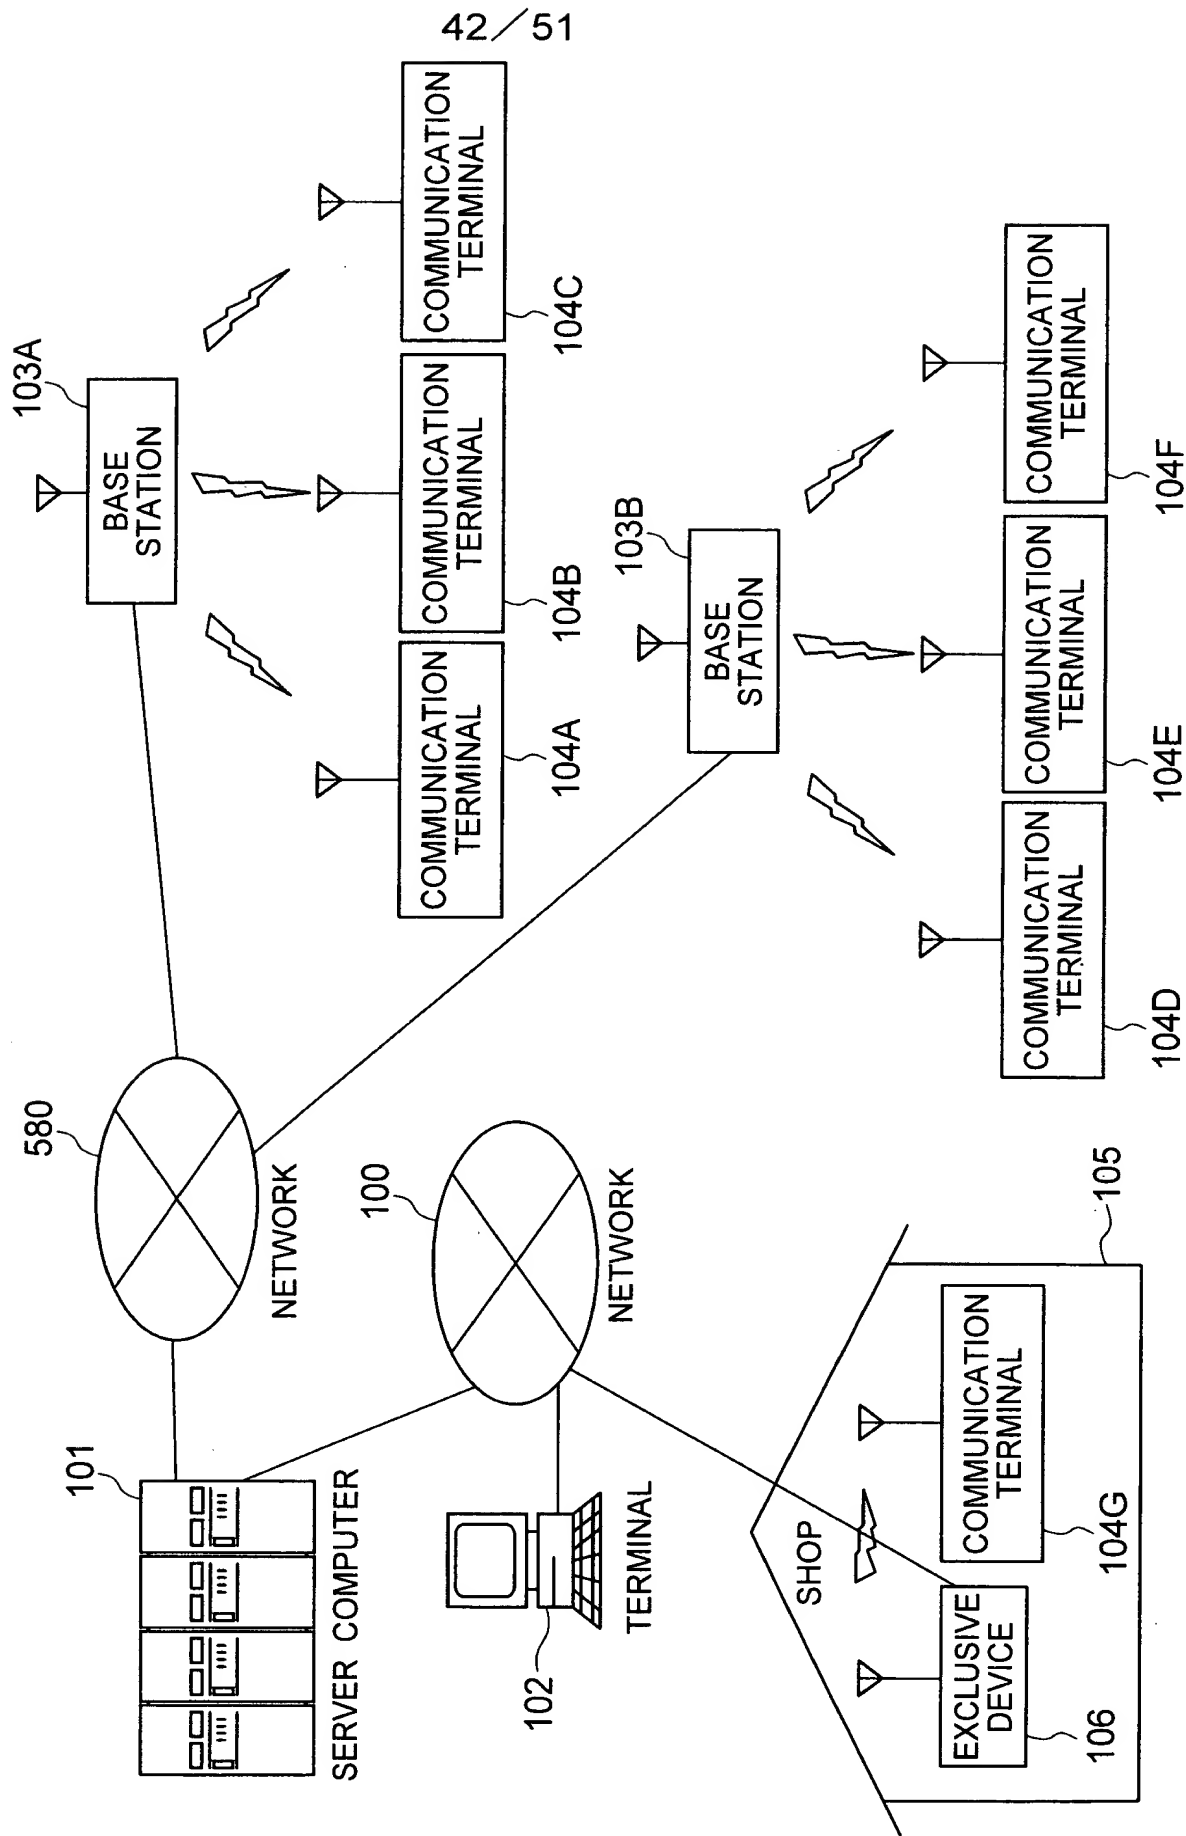 42/51
101
SERVER COMPUTER
580
NETWORK
103A
BASE
STATION
COMMUNICATION
TERMINAL
104A
COMMUNICATION
TERMINAL
104B
COMMUNICATION
TERMINAL
104C
102
TERMINAL
100
NETWORK
103B
BASE
STATION
COMMUNICATION
TERMINAL
104D
COMMUNICATION
TERMINAL
104E
COMMUNICATION
TERMINAL
104F
SHOP
105
EXCLUSIVE
DEVICE
106
COMMUNICATION
TERMINAL
104G